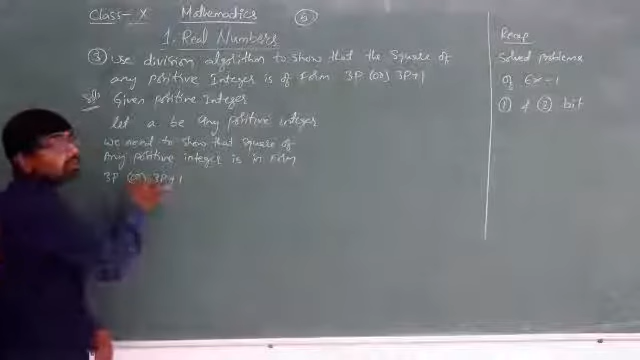 Class- X Mathematics 5
1. Real Numbers
3 Use division algorithm to show that the square of
any positive Integer is of form 3P (or) 3P+1
Sol: Given positive Integer
let a be any positive integer
we need to show that square of
Any positive integer is in form
3P (or) 3P+1
Recap
Solved problems
of Ex-1
1 & 2 bit